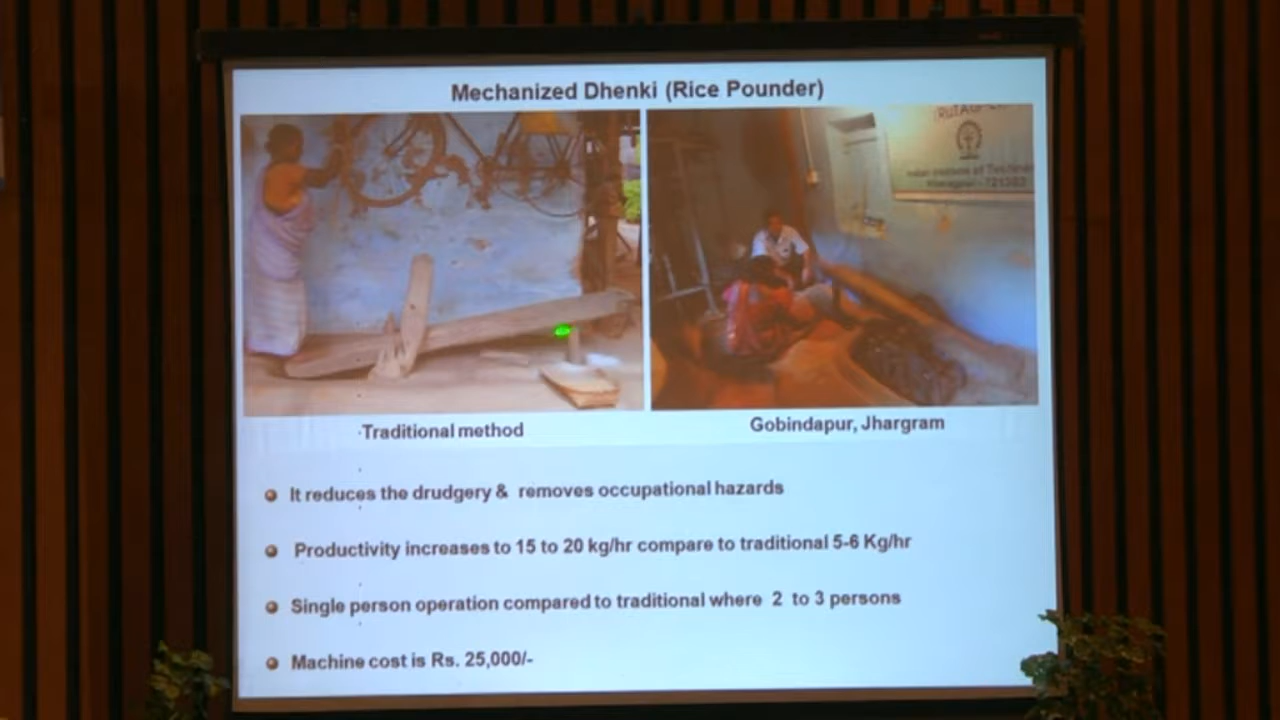 Mechanized Dhenki (Rice Pounder)
Traditional method
Gobindapur, Jhargram
It reduces the drudgery & removes occupational hazards
Productivity increases to 15 to 20 kg/hr compare to traditional 5-6 Kg/hr
Single person operation compared to traditional where 2 to 3 persons
Machine cost is Rs. 25,000/-